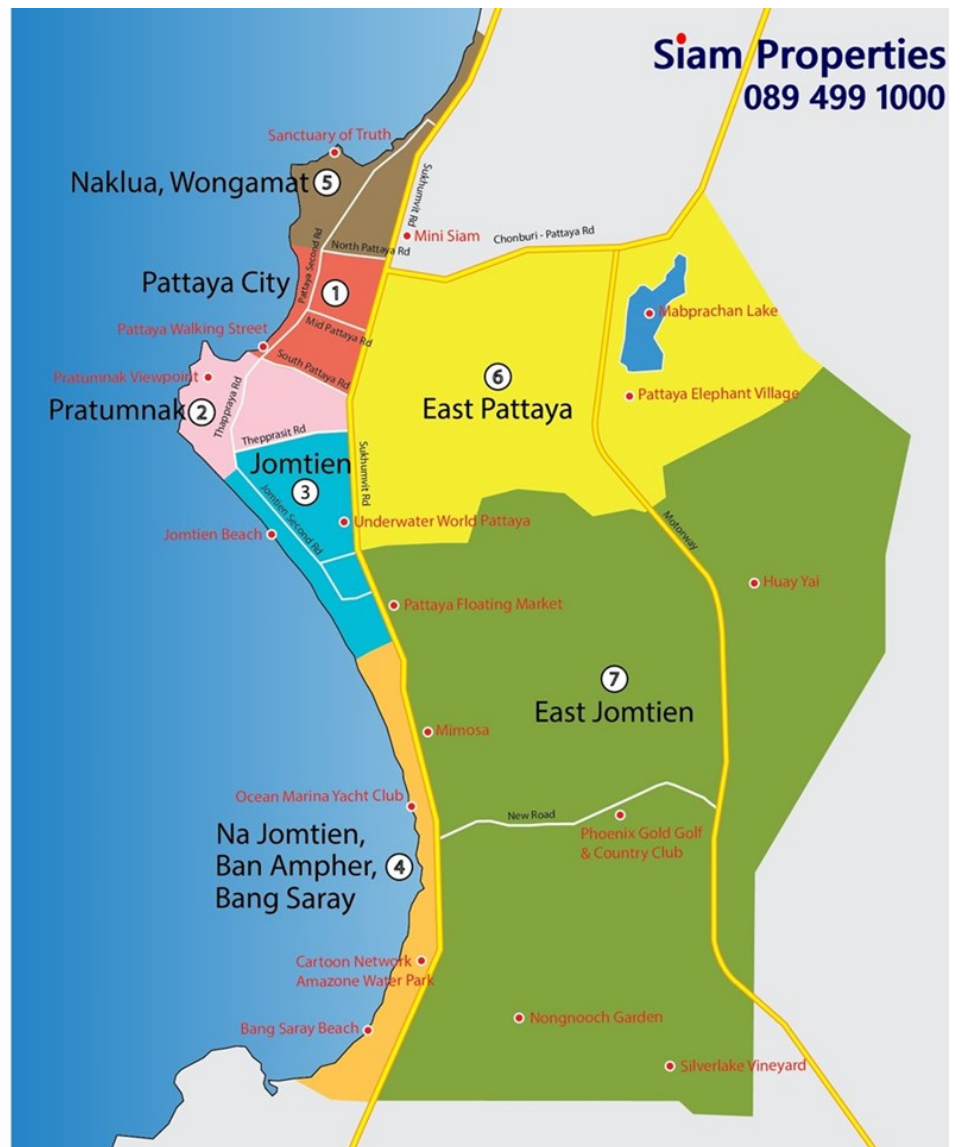 Siam Properties
089 499 1000
Sanctuary of Truth
Naklua, Wongamat 5
Sukhumvit Rd
Mini Siam
Chonburi - Pattaya Rd
North Pattaya Rd
Pattaya Second Rd
Pattaya City
1
Mabprachan Lake
Mid Pattaya Rd
Pattaya Walking Street
South Pattaya Rd
Pratumnak Viewpoint
6
East Pattaya
Pattaya Elephant Village
Pratumnak 2
Thappraya Rd
Thepprasit Rd
Jomtien
3
Sukhumvit Rd
Jomtien Second Rd
Underwater World Pattaya
Jomtien Beach
Motorway
Huay Yai
Pattaya Floating Market
7
East Jomtien
Mimosa
Ocean Marina Yacht Club
New Road
Phoenix Gold Golf
& Country Club
Na Jomtien,
Ban Ampher, 4
Bang Saray
Cartoon Network
Amazone Water Park
Nongnooch Garden
Bang Saray Beach
Silverlake Vineyard